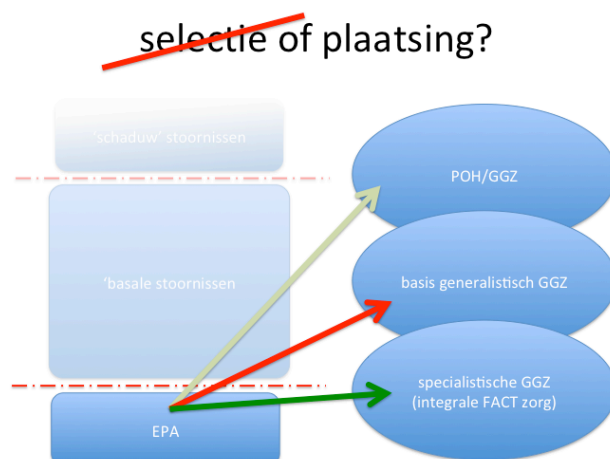 selectie of plaatsing?
'schaduw' stoornissen
'basale stoornissen
EPA
POH/GGZ
basis generalistisch GGZ
specialistische GGZ
(integrale FACT zorg)